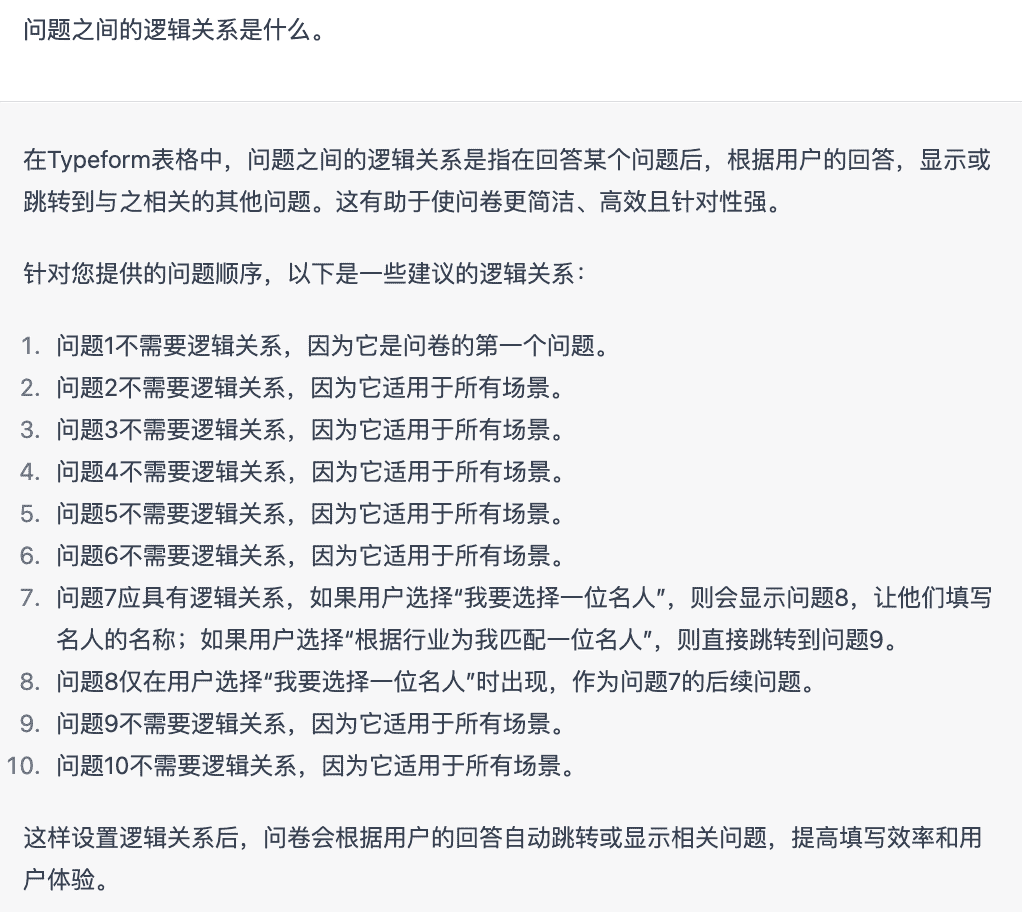 问题之间的逻辑关系是什么。
在Typeform表格中，问题之间的逻辑关系是指在回答某个问题后，根据用户的回答，显示或
跳转到与之相关的其他问题。这有助于使问卷更简洁、高效且针对性强。
针对您提供的问题顺序，以下是一些建议的逻辑关系：
1. 问题1不需要逻辑关系，因为它是问卷的第一个问题。
2. 问题2不需要逻辑关系，因为它适用于所有场景。
3. 问题3不需要逻辑关系，因为它适用于所有场景。
4. 问题4不需要逻辑关系，因为它适用于所有场景。
5. 问题5不需要逻辑关系，因为它适用于所有场景。
6. 问题6不需要逻辑关系，因为它适用于所有场景。
7. 问题7应具有逻辑关系，如果用户选择“我要选择一位名人”，则会显示问题8，让他们填写
名人的名称；如果用户选择“根据行业为我匹配一位名人”，则直接跳转到问题9。
8. 问题8仅在用户选择“我要选择一位名人”时出现，作为问题7的后续问题。
9. 问题9不需要逻辑关系，因为它适用于所有场景。
10. 问题10不需要逻辑关系，因为它适用于所有场景。
这样设置逻辑关系后，问卷会根据用户的回答自动跳转或显示相关问题，提高填写效率和用
户体验。